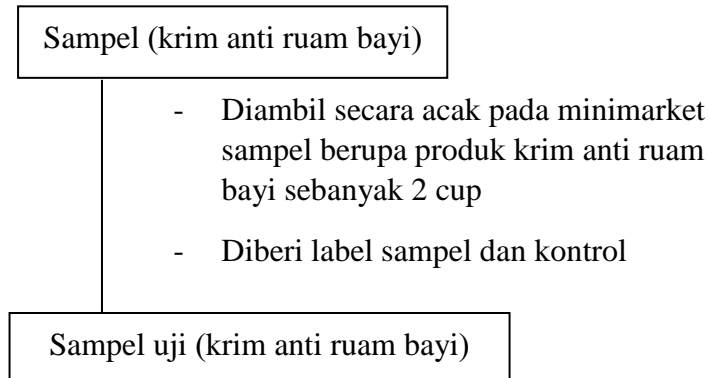 Sampel (krim anti ruam bayi)
- Diambil secara acak pada minimarket
sampel berupa produk krim anti ruam
bayi sebanyak 2 cup
- Diberi label sampel dan kontrol
Sampel uji (krim anti ruam bayi)